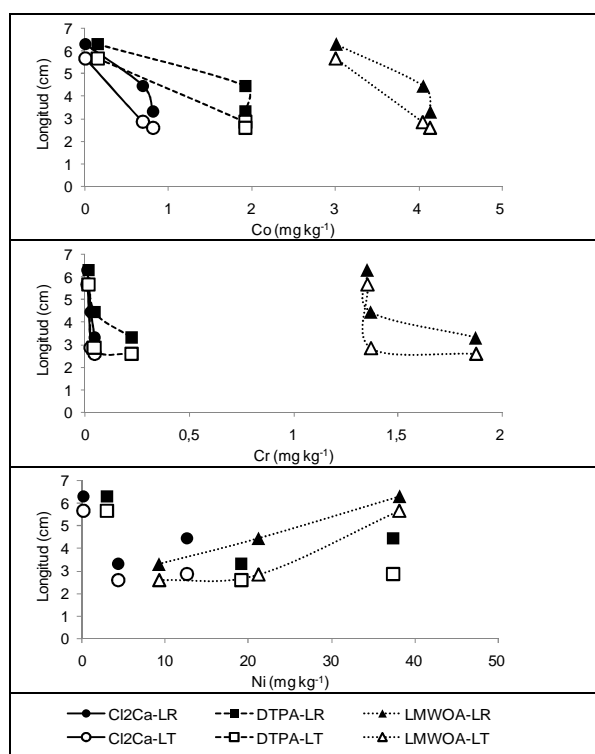 7
6
5
4
3
2
1
0
Longitud (cm)
0 1 2 3 4 5
Co (mg kg-1)
7
6
5
4
3
2
1
0
Longitud (cm)
0 0,5 1 1,5 2
Cr (mg kg-1)
7
6
5
4
3
2
1
0
Longitud (cm)
0 10 20 30 40 50
Ni (mg kg-1)
Cl2Ca-LR DTPA-LR LMWOA-LR
Cl2Ca-LT DTPA-LT LMWOA-LT